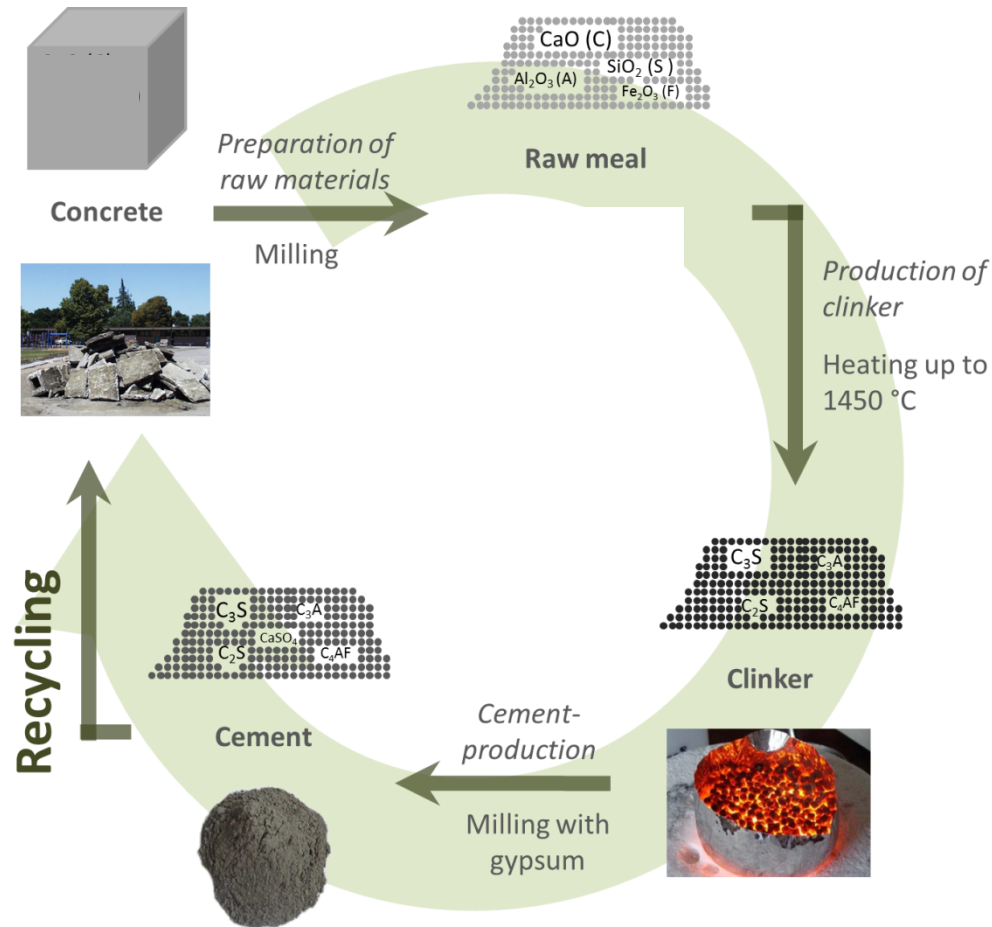 CaO (C)
SiO₂ (S)
Al₂O₃ (A)
Fe₂O₃ (F)
Raw meal
Preparation of
raw materials
Milling
Concrete
Production of
clinker
Heating up to
1450 °C
C₃S
C₃A
C₂S
C₄AF
Clinker
Cement-
production
Milling with
gypsum
C₃S
C₃A
CaSO₄
C₂S
C₄AF
Cement
Recycling